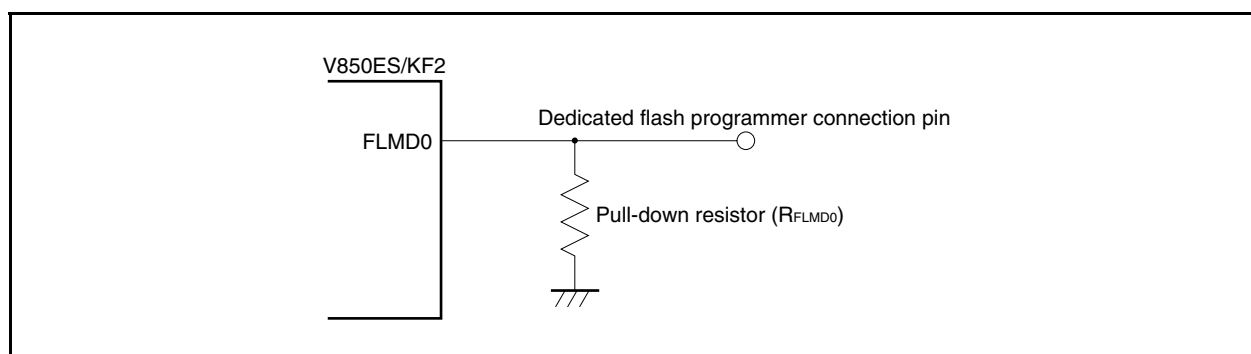 V850ES/KF2
Dedicated flash programmer connection pin
FLMD0
Pull-down resistor (RFLMD0)